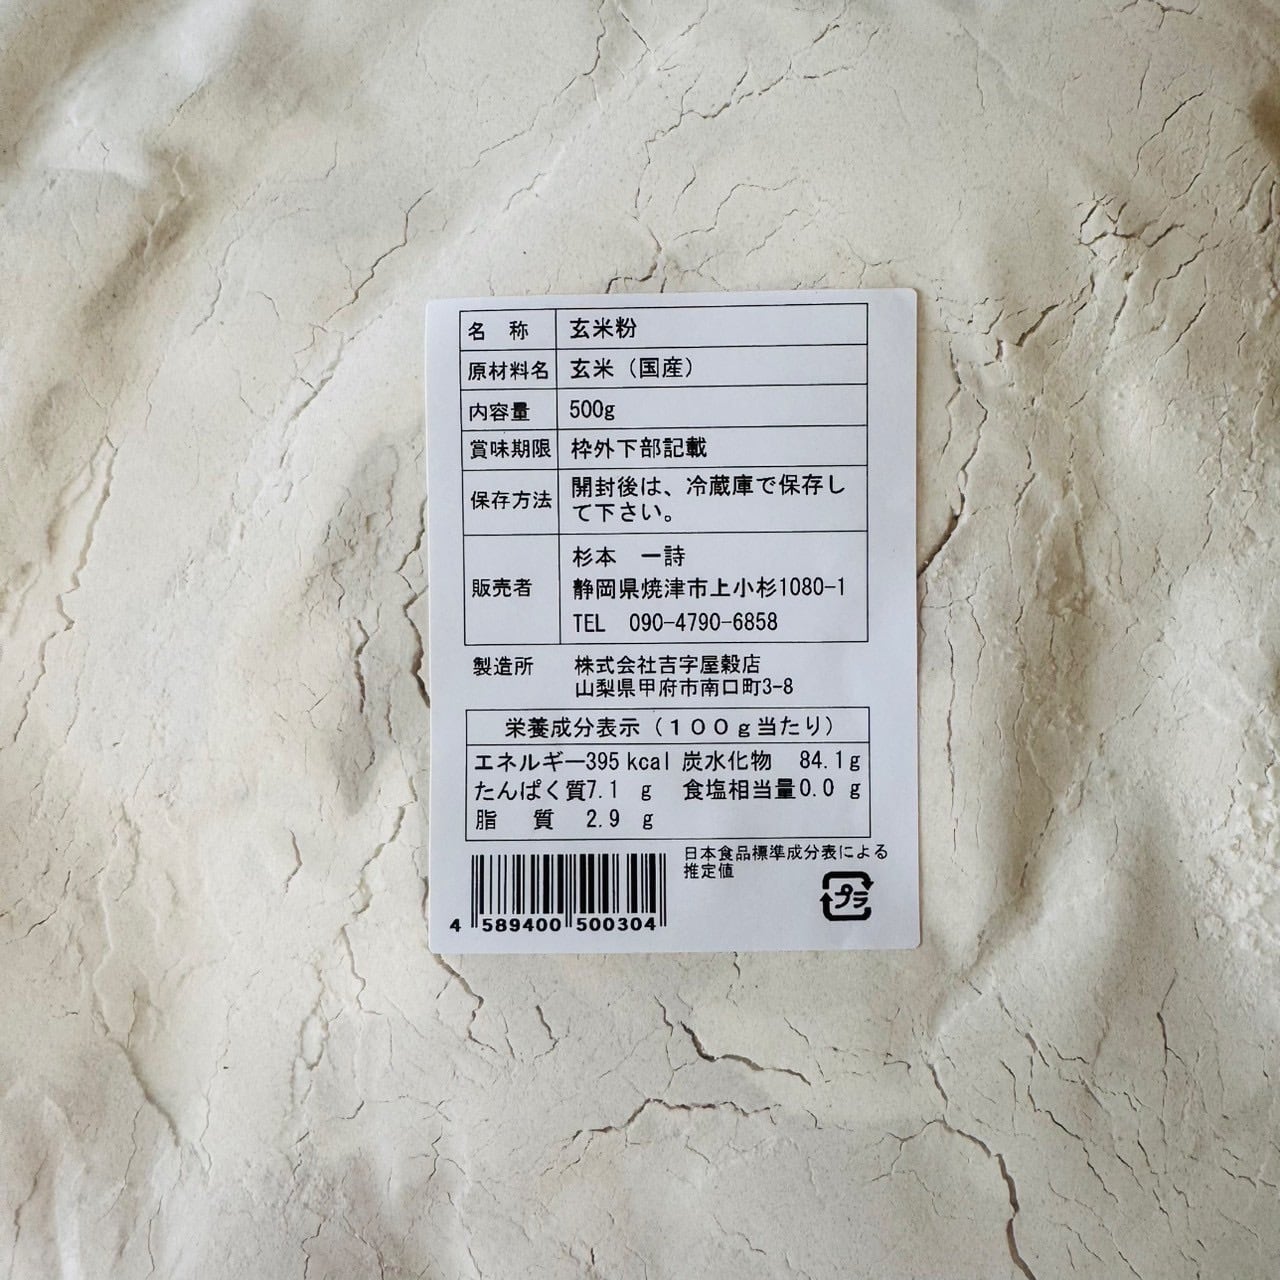 名　称 玄米粉
原材料名 玄米（国産）
内容量 500g
賞味期限 枠外下部記載
保存方法 開封後は、冷蔵庫で保存し
て下さい。
杉本　一詩
販売者 静岡県焼津市上小杉1080-1
TEL　090-4790-6858
製造所 株式会社吉字屋穀店
山梨県甲府市南口町3-8
栄養成分表示（１００ｇ当たり）
エネルギー395 kcal 炭水化物 84.1g
たんぱく質7.1 g 食塩相当量0.0 g
脂　質 2.9 g
日本食品標準成分表による
推定値
プラ
4 589400 500304